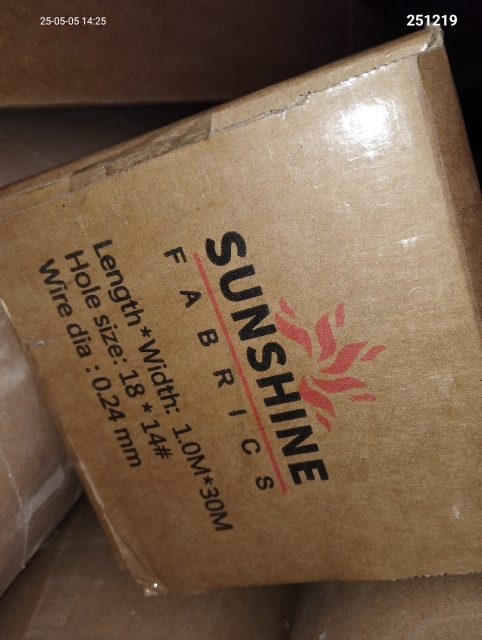 25-05-05 14:25
251219
SUNSHINE
FABRICS
Length*Width: 1.0M*30M
Hole size: 18 * 14#
Wire dia : 0.24 mm